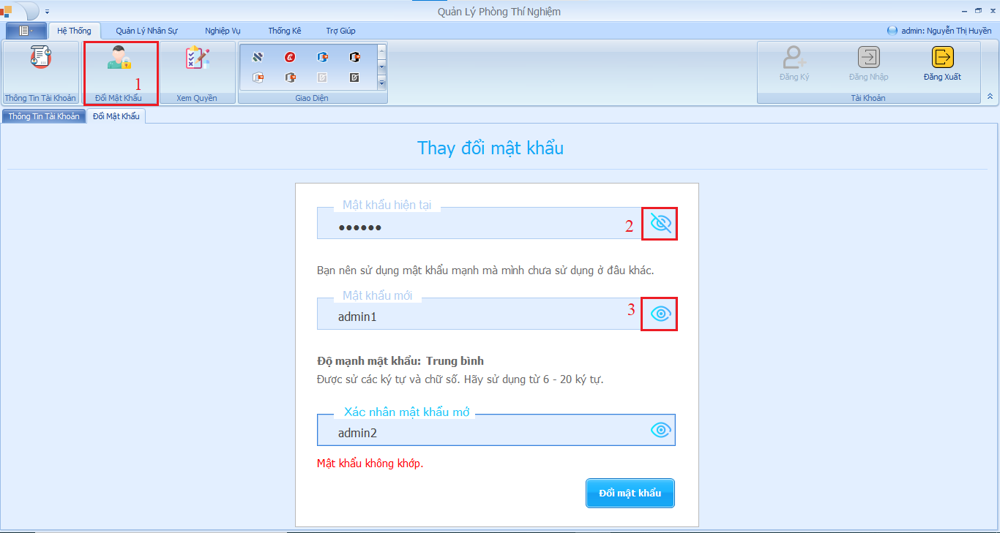 Quản Lý Phòng Thí Nghiệm
Hệ Thống Quản Lý Nhân Sự Nghiệp Vụ Thống Kê Trợ Giúp admin: Nguyễn Thị Huyền
1
Đăng Ký Đăng Nhập Đăng Xuất
Thông Tin Tài Khoản Đổi Mật Khẩu Xem Quyền Giao Diện Tài Khoản
Thông Tin Tài Khoản Đổi Mật Khẩu
Thay đổi mật khẩu
Mật khẩu hiện tại
●●●●●● 2
Bạn nên sử dụng mật khẩu mạnh mà mình chưa sử dụng ở đâu khác.
Mật khẩu mới
admin1 3
Độ mạnh mật khẩu: Trung bình
Được sử các ký tự và chữ số. Hãy sử dụng từ 6 - 20 ký tự.
Xác nhân mật khẩu mớ
admin2
Mật khẩu không khớp.
Đổi mật khẩu